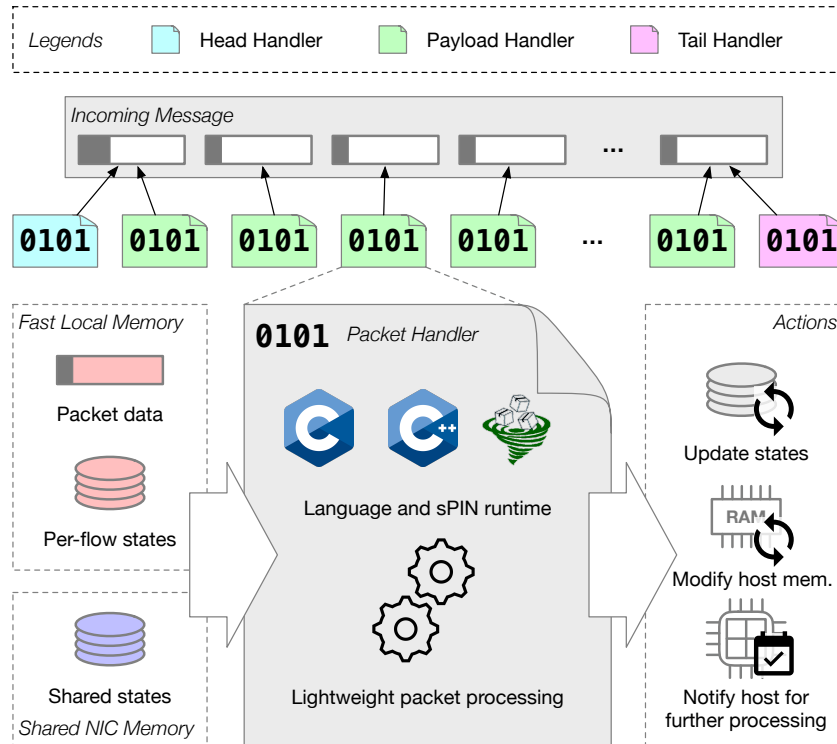 Legends
Head Handler
Payload Handler
Tail Handler
Incoming Message
...
0101
0101
0101
0101
0101
...
0101
0101
Fast Local Memory
Packet data
Per-flow states
Shared states
Shared NIC Memory
0101 Packet Handler
C
C++
Language and sPIN runtime
Lightweight packet processing
Actions
Update states
RAM
Modify host mem.
Notify host for
further processing